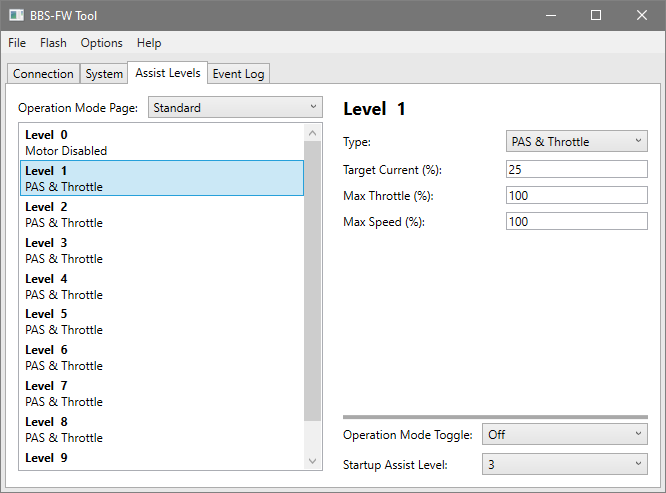 BBS-FW Tool
File Flash Options Help
Connection System Assist Levels Event Log
Operation Mode Page: Standard
Level 0
Motor Disabled
Level 1
PAS & Throttle
Level 2
PAS & Throttle
Level 3
PAS & Throttle
Level 4
PAS & Throttle
Level 5
PAS & Throttle
Level 6
PAS & Throttle
Level 7
PAS & Throttle
Level 8
PAS & Throttle
Level 9
Level 1
Type: PAS & Throttle
Target Current (%): 25
Max Throttle (%): 100
Max Speed (%): 100
Operation Mode Toggle: Off
Startup Assist Level: 3